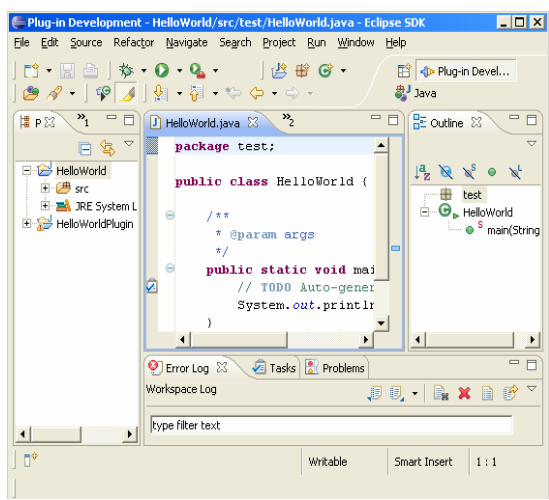 Plug-in Development - HelloWorld/src/test/HelloWorld.java - Eclipse SDK
File Edit Source Refactor Navigate Search Project Run Window Help
Plug-in Devel...
Java
P
»1
HelloWorld
src
JRE System L
HelloWorldPlugin
HelloWorld.java
»2
package test;
public class HelloWorld {
/**
* @param args
*/
public static void mai
// TODO Auto-gener
System.out.println
}
Outline
test
HelloWorld
main(String
Error Log Tasks Problems
Workspace Log
type filter text
Writable Smart Insert 1 : 1